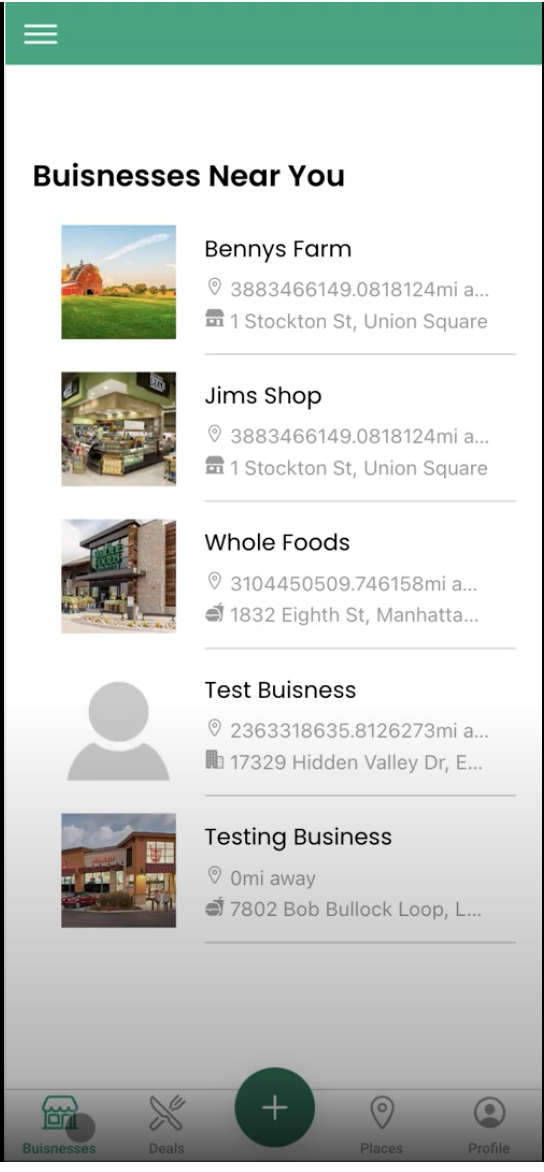 Buisnesses Near You
Bennys Farm
3883466149.0818124mi a...
1 Stockton St, Union Square
Jims Shop
3883466149.0818124mi a...
1 Stockton St, Union Square
Whole Foods
3104450509.746158mi a...
1832 Eighth St, Manhatta...
Test Buisness
2363318635.8126273mi a...
17329 Hidden Valley Dr, E...
Testing Business
0mi away
7802 Bob Bullock Loop, L...
Buisnesses
Deals
Places
Profile